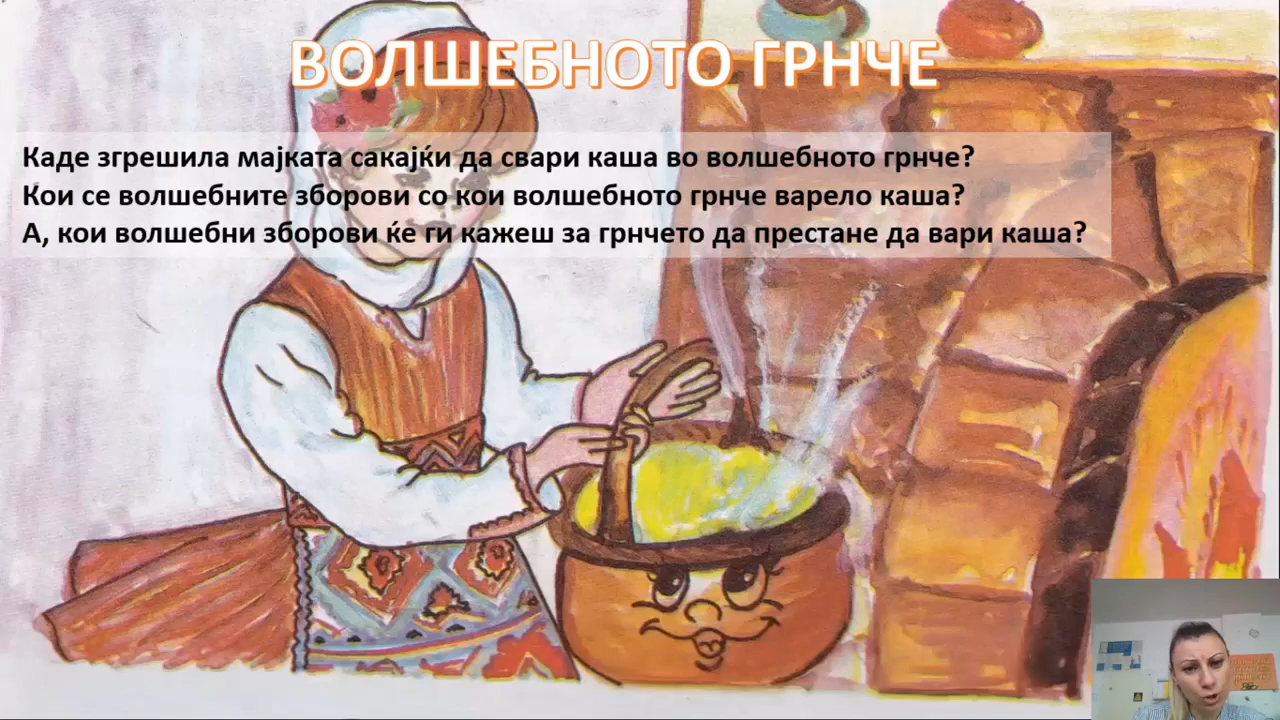 ВОЛШЕБНОТО ГРНЧЕ
Каде згрешила мајката сакајќи да свари каша во волшебното грнче?
Кои се волшебните зборови со кои волшебното грнче варело каша?
А, кои волшебни зборови ќе ги кажеш за грнчето да престане да вари каша?